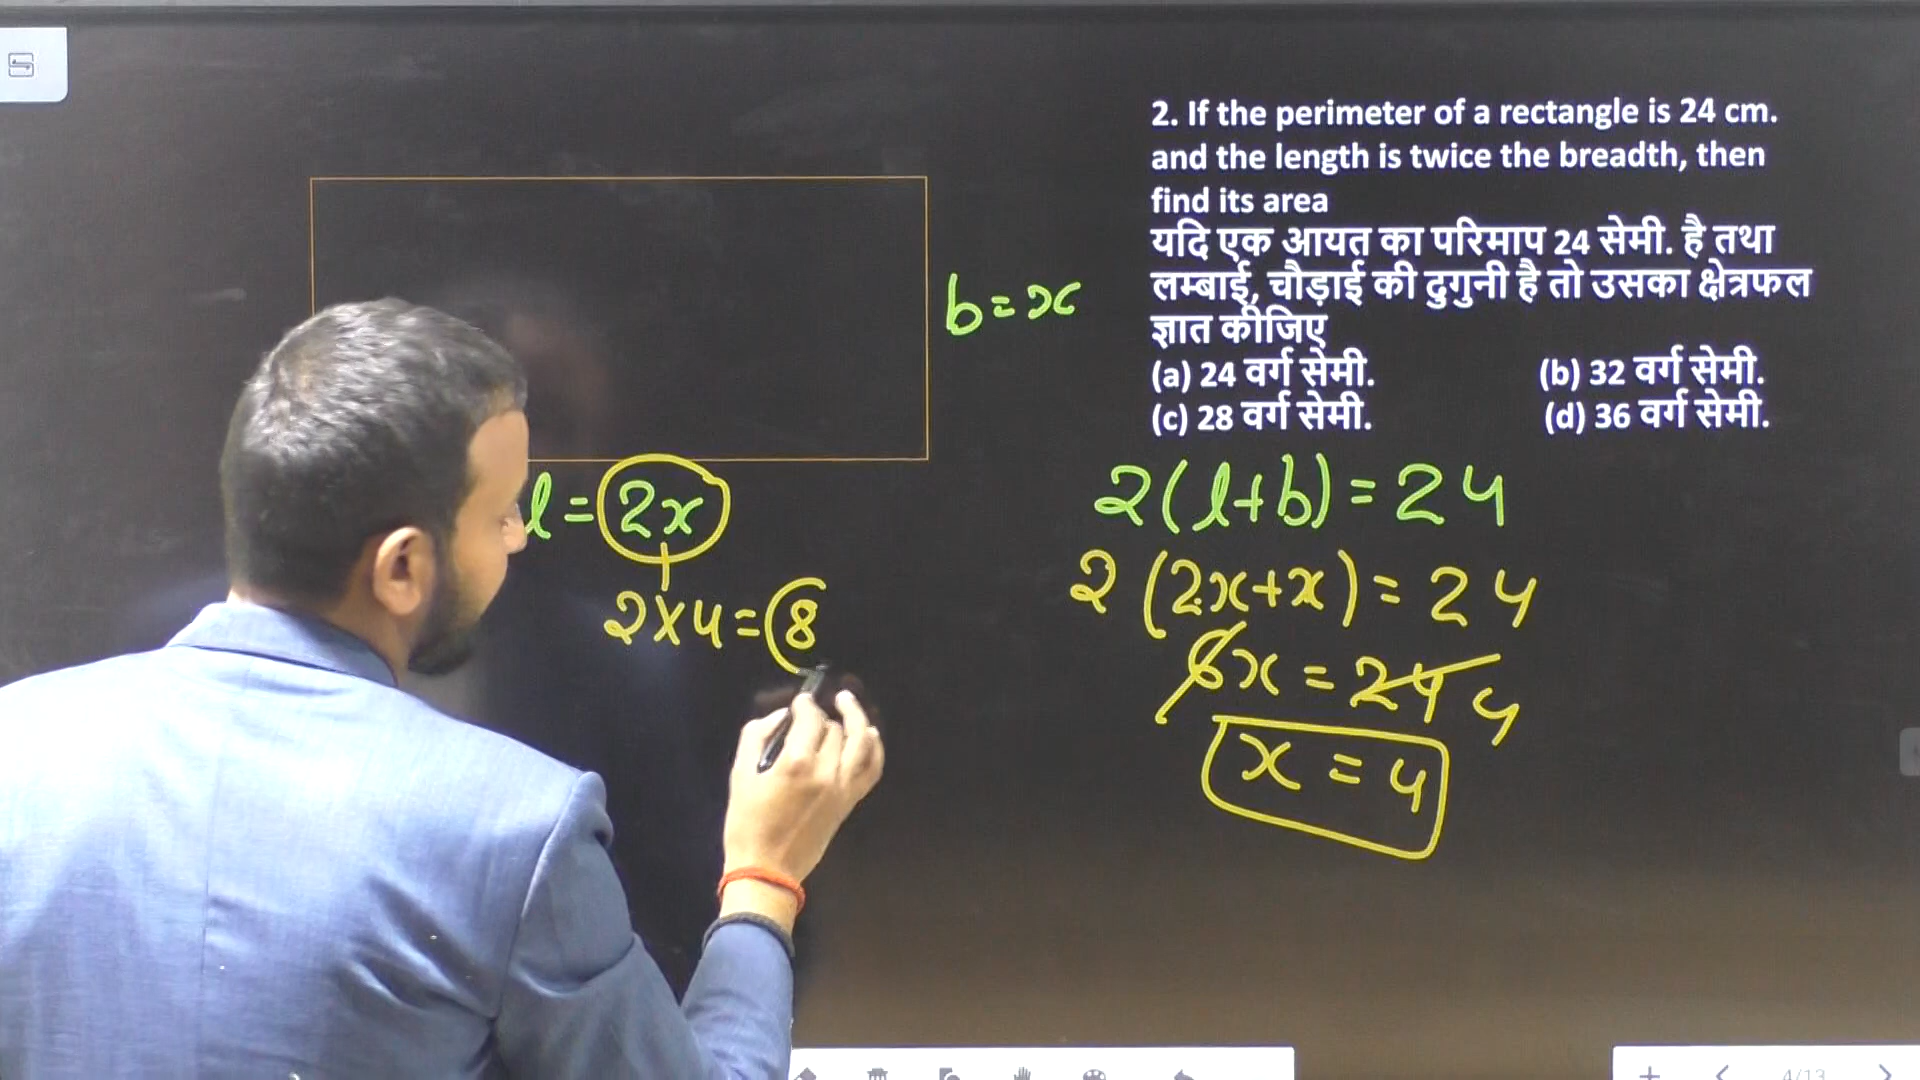 2. If the perimeter of a rectangle is 24 cm.
and the length is twice the breadth, then
find its area
यदि एक आयत का परिमाप 24 सेमी. है तथा
लम्बाई, चौड़ाई की दुगुनी है तो उसका क्षेत्रफल
ज्ञात कीजिए
(a) 24 वर्ग सेमी. (b) 32 वर्ग सेमी.
(c) 28 वर्ग सेमी. (d) 36 वर्ग सेमी.
b = x
l = 2x
2 x 4 = 8
2(l+b) = 24
2(2x+x) = 24
6x = 24 4
x = 4
4/13